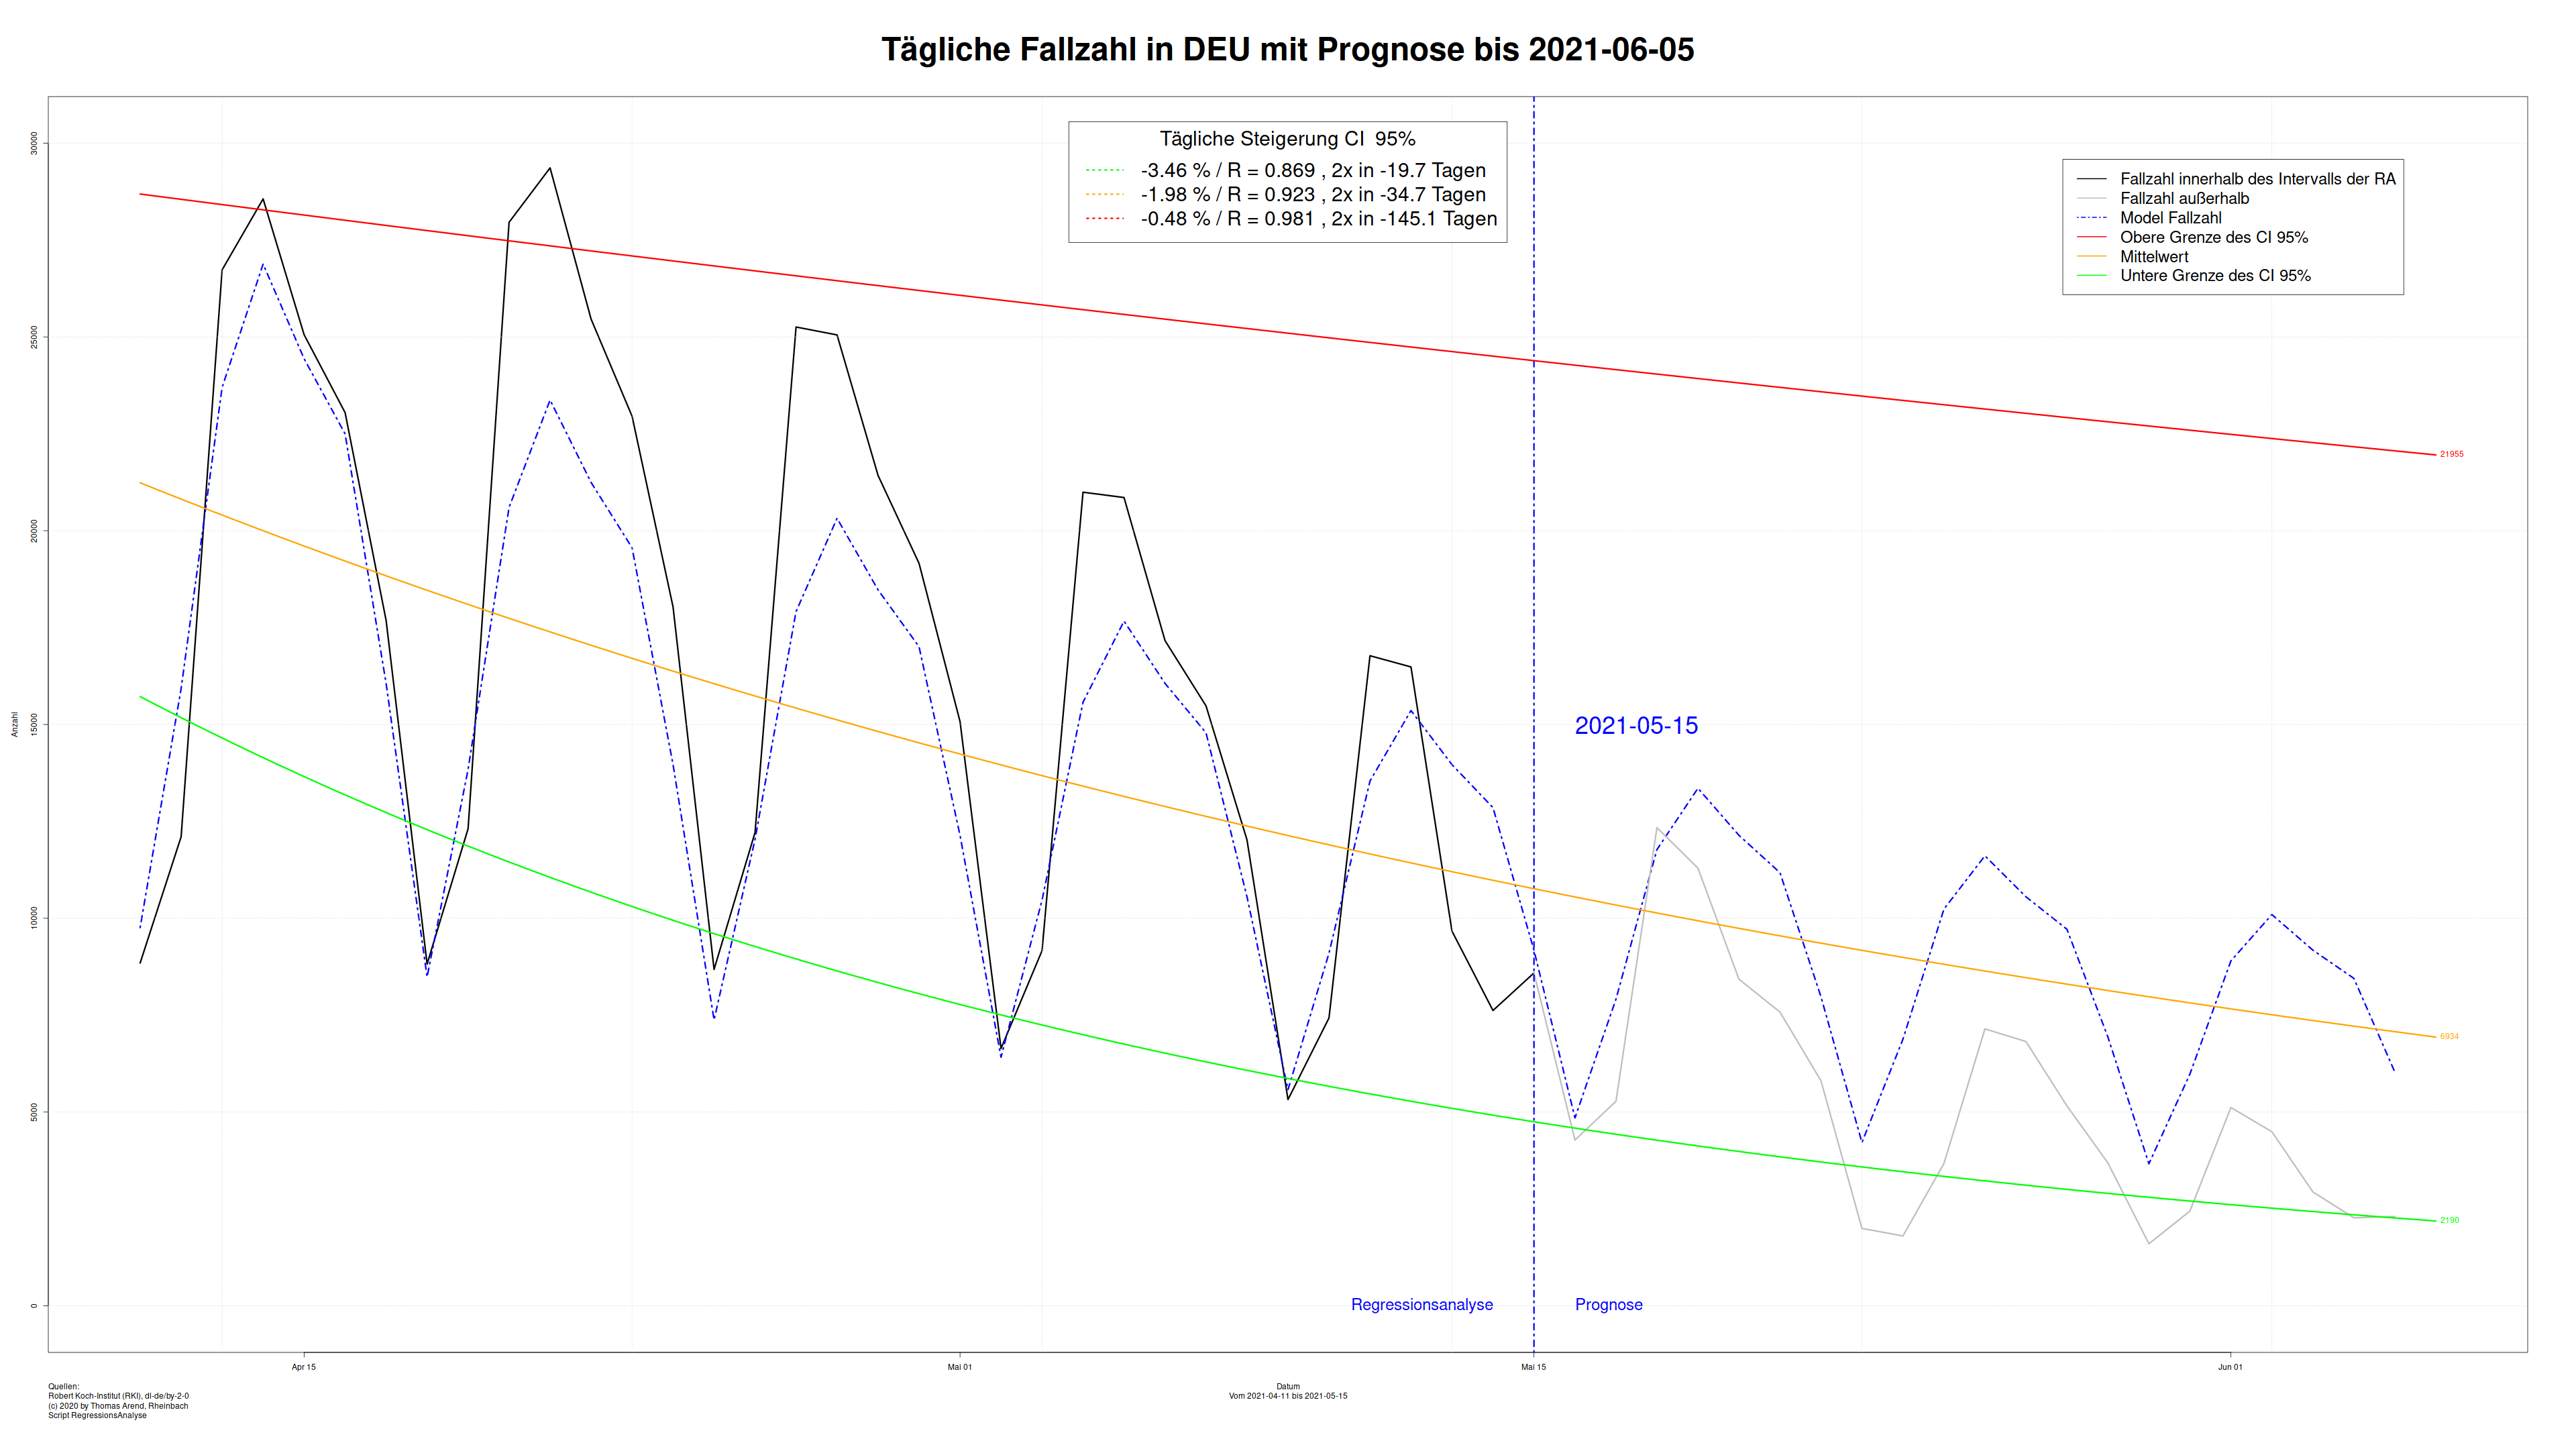 Tägliche Fallzahl in DEU mit Prognose bis 2021-06-05
Tägliche Steigerung CI 95%
-3.46 % / R = 0.869 , 2x in -19.7 Tagen
-1.98 % / R = 0.923 , 2x in -34.7 Tagen
-0.48 % / R = 0.981 , 2x in -145.1 Tagen
Fallzahl innerhalb des Intervalls der RA
Fallzahl außerhalb
Model Fallzahl
Obere Grenze des CI 95%
Mittelwert
Untere Grenze des CI 95%
30000
25000
20000
15000
10000
5000
0
Anzahl
21955
2021-05-15
6934
2190
Regressionsanalyse
Prognose
Apr 15
Mai 01
Mai 15
Jun 01
Datum
Vom 2021-04-11 bis 2021-05-15
Quellen:
Robert Koch-Institut (RKI), dl-de/by-2-0
(c) 2020 by Thomas Arend, Rheinbach
Script RegressionsAnalyse